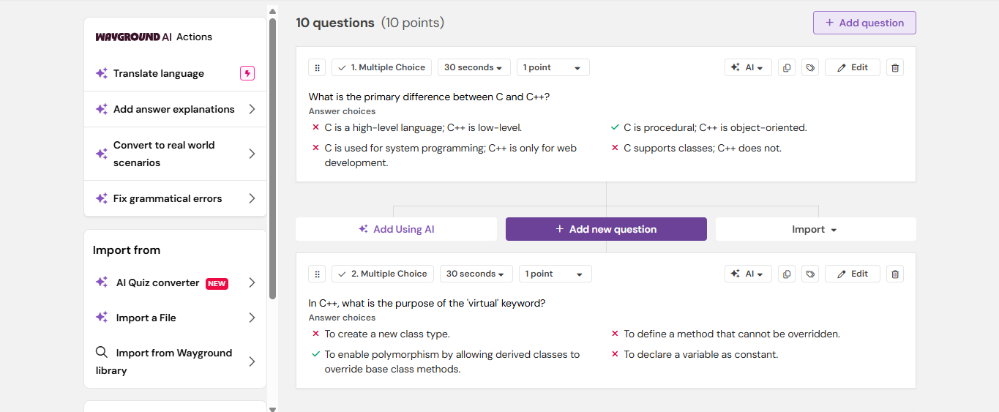 WAYGROUND AI Actions
Translate language
Add answer explanations
Convert to real world
scenarios
Fix grammatical errors
Import from
AI Quiz converter NEW
Import a File
Import from Wayground
library
10 questions (10 points)
+ Add question
1. Multiple Choice
30 seconds
1 point
AI
Edit
What is the primary difference between C and C++?
Answer choices
C is a high-level language; C++ is low-level.
C is procedural; C++ is object-oriented.
C is used for system programming; C++ is only for web
development.
C supports classes; C++ does not.
Add Using AI
+ Add new question
Import
2. Multiple Choice
30 seconds
1 point
AI
Edit
In C++, what is the purpose of the 'virtual' keyword?
Answer choices
To create a new class type.
To define a method that cannot be overridden.
To enable polymorphism by allowing derived classes to
override base class methods.
To declare a variable as constant.